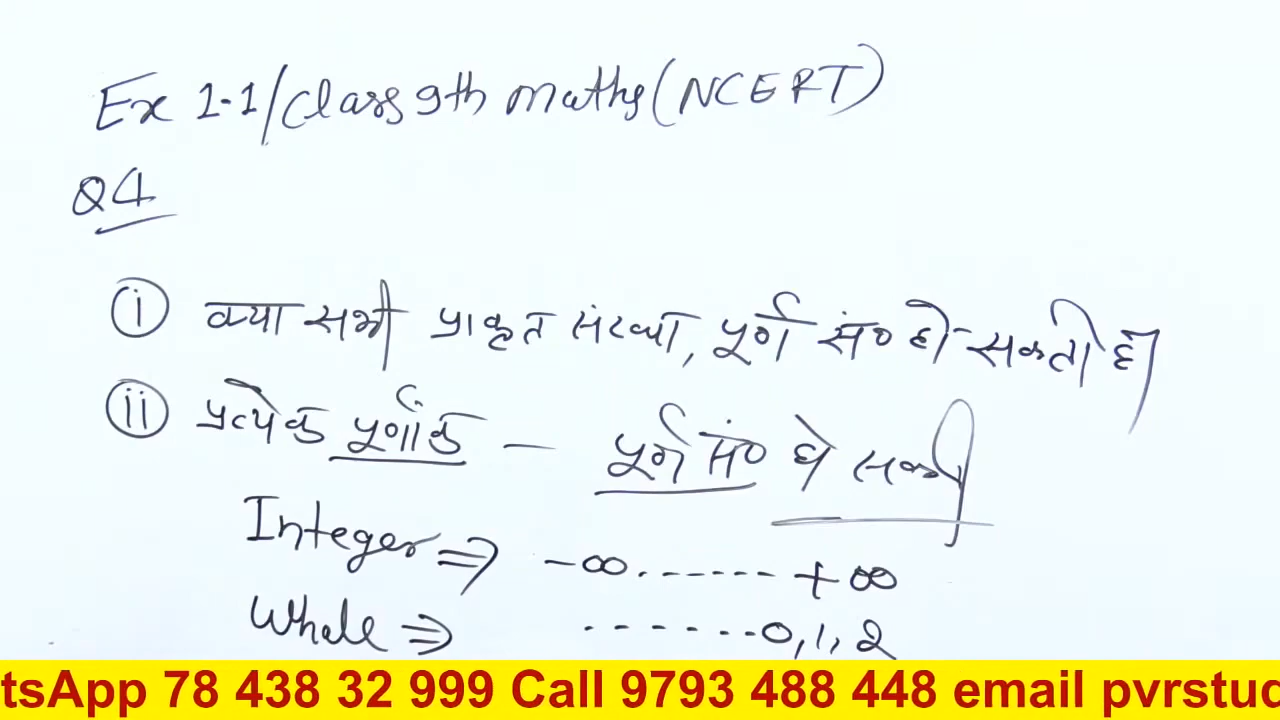 Ex 1.1/Class 9th maths (NCERT)
Q4
i क्या सभी प्राकृत संख्या, पूर्ण सं० हो सकती है।
ii प्रत्येक पूर्णांक — पूर्ण सं० हो सकती
Integer ⇒ -∞.------ +∞
Whole ⇒ ------- 0, 1, 2
tsApp 78 438 32 999 Call 9793 488 448 email pvrstud